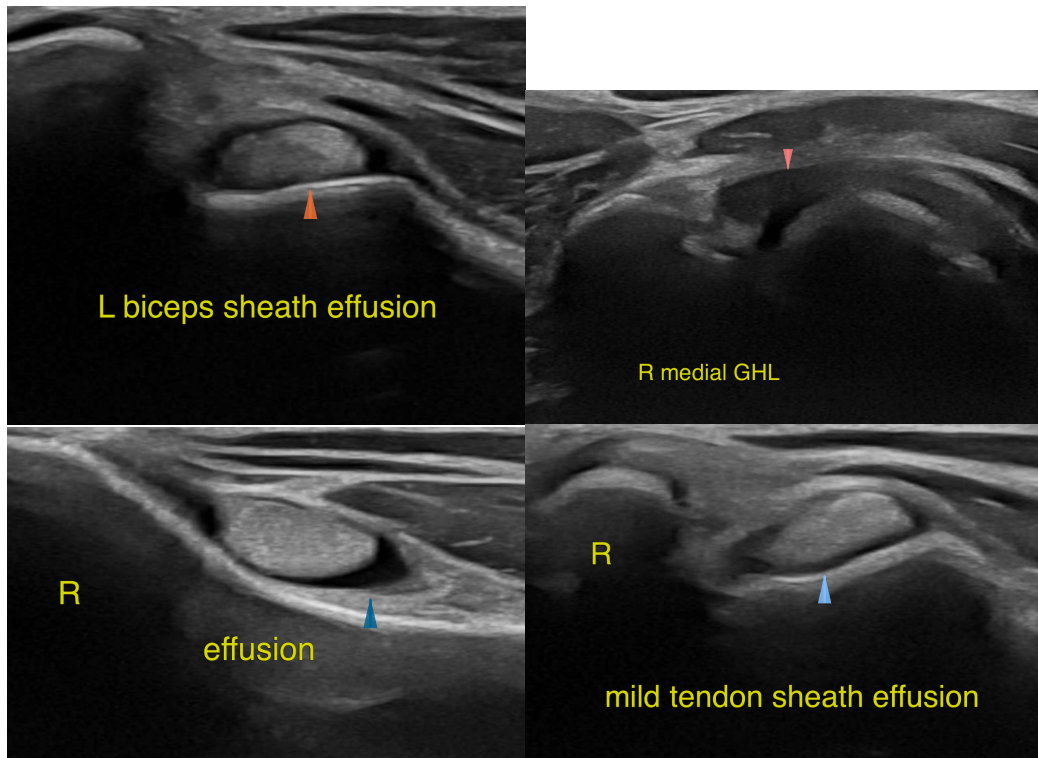 L biceps sheath effusion
R medial GHL
R
effusion
R
mild tendon sheath effusion